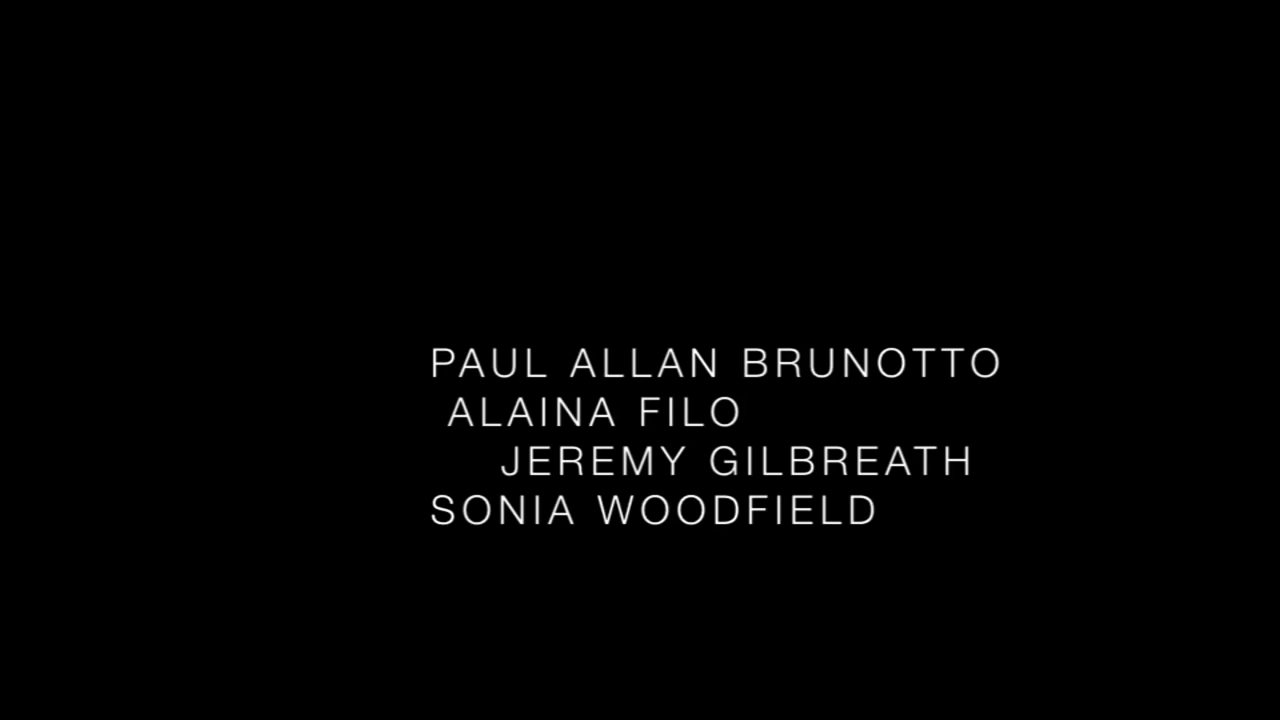 PAUL ALLAN BRUNOTTO
ALAINA FILO
JEREMY GILBREATH
SONIA WOODFIELD